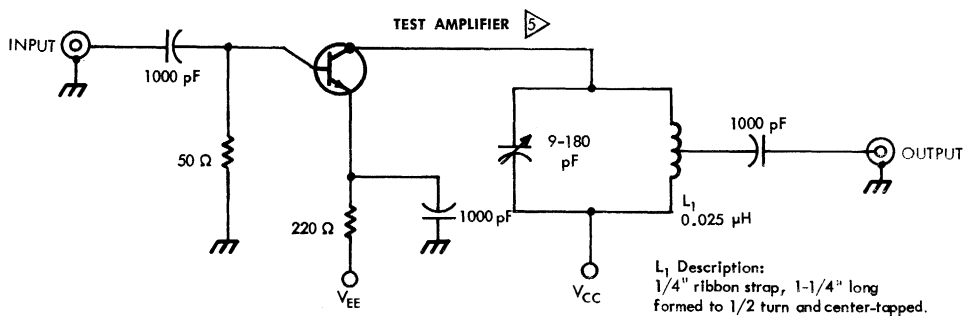 TEST AMPLIFIER 5
INPUT
1000 pF
50 Ω
220 Ω
1000 pF
VEE
9-180
pF
1000 pF
OUTPUT
L1
0.025 μH
VCC
L1 Description:
1/4" ribbon strap, 1-1/4" long
formed to 1/2 turn and center-tapped.